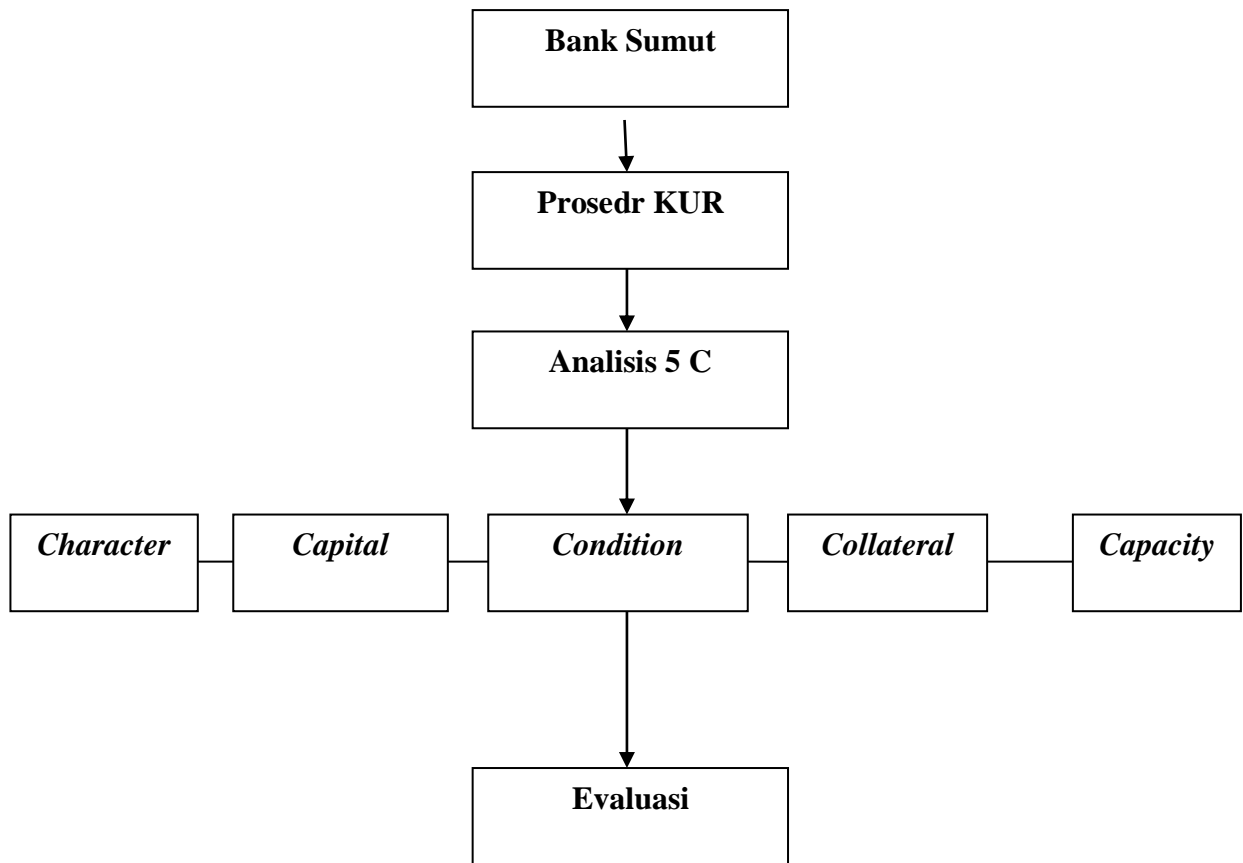 Bank Sumut
Prosedr KUR
Analisis 5 C
Character
Capital
Condition
Collateral
Capacity
Evaluasi